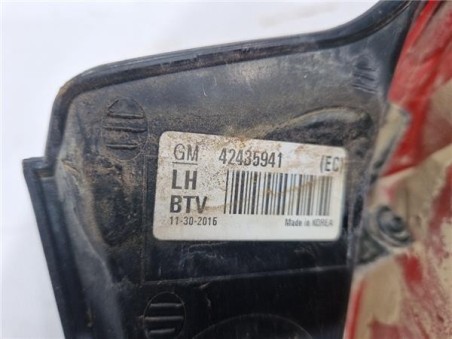 GM 42435941 (EC)
LH
BTV
11-30-2016 Made in KOREA